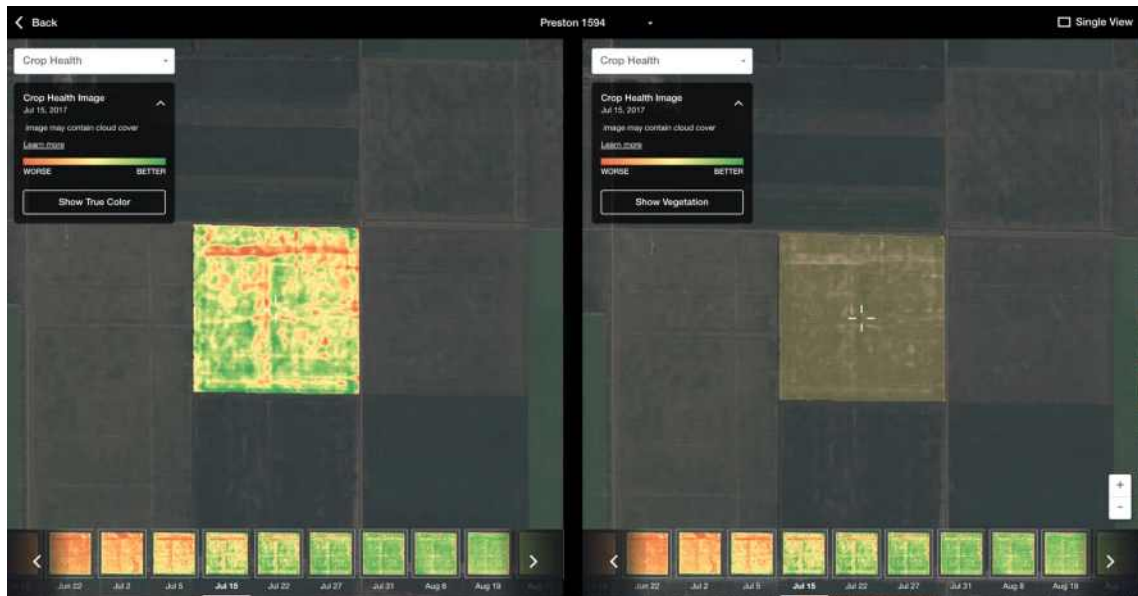 Back
Preston 1594
Single View
Crop Health
Crop Health Image
Jul 15, 2017
image may contain cloud cover
Learn more
WORSE BETTER
Show True Color
Crop Health
Crop Health Image
Jul 15, 2017
image may contain cloud cover
Learn more
WORSE BETTER
Show Vegetation
+
-
Jun 22 Jul 2 Jul 5 Jul 15 Jul 22 Jul 27 Jul 31 Aug 8 Aug 19
Jun 22 Jul 2 Jul 5 Jul 15 Jul 22 Jul 27 Jul 31 Aug 8 Aug 19